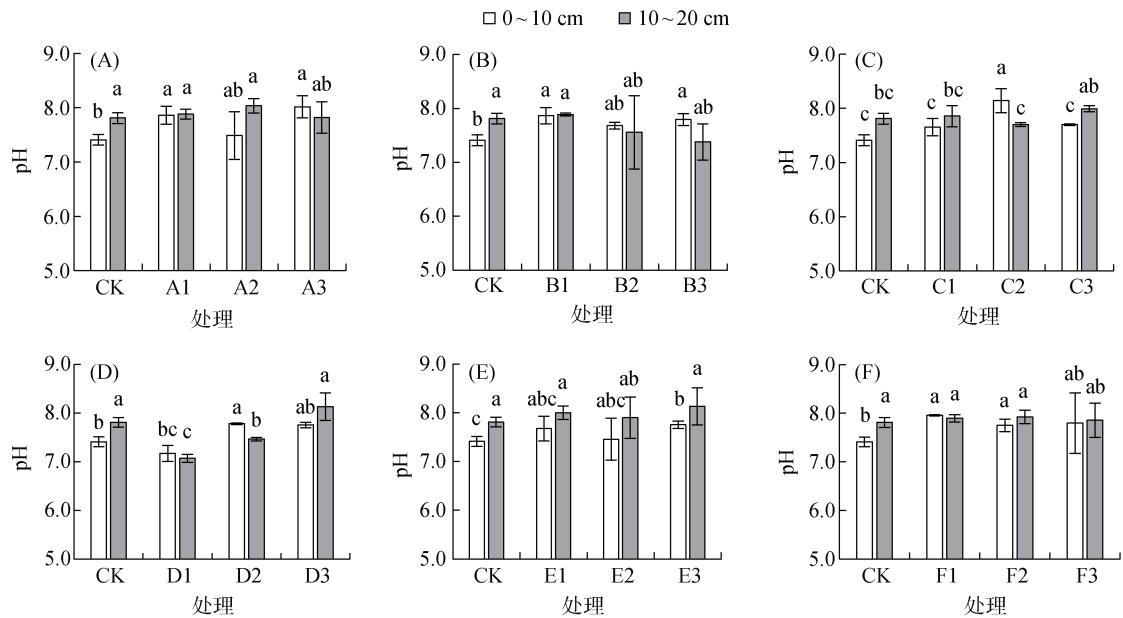 0~10 cm 10~20 cm
(A) (B) (C)
9.0 9.0 9.0
8.0 8.0 8.0
7.0 7.0 7.0
6.0 6.0 6.0
5.0 5.0 5.0
pH pH pH
b a a a ab a a ab
b a a a ab ab a ab
c bc c bc a c c ab
CK A1 A2 A3 CK B1 B2 B3 CK C1 C2 C3
处理 处理 处理
(D) (E) (F)
9.0 9.0 9.0
8.0 8.0 8.0
7.0 7.0 7.0
6.0 6.0 6.0
5.0 5.0 5.0
pH pH pH
b a bc c a b ab a
c a abc a abc ab b a
b a a a a a ab ab
CK D1 D2 D3 CK E1 E2 E3 CK F1 F2 F3
处理 处理 处理